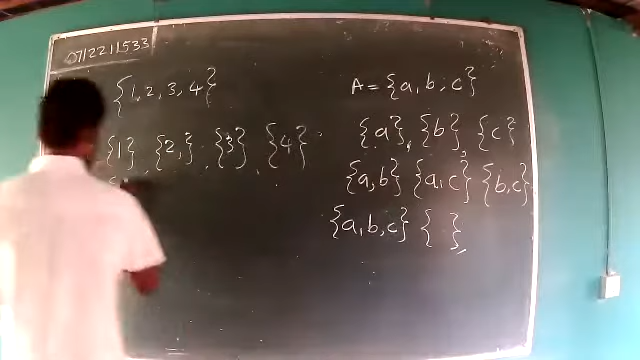 0712211533
{1, 2, 3, 4}
{1}, {2,}, {3}, {4}
A = {a, b, c}
{a}, {b}, {c}
{a, b} {a, c} {b, c}
{a, b, c} { },